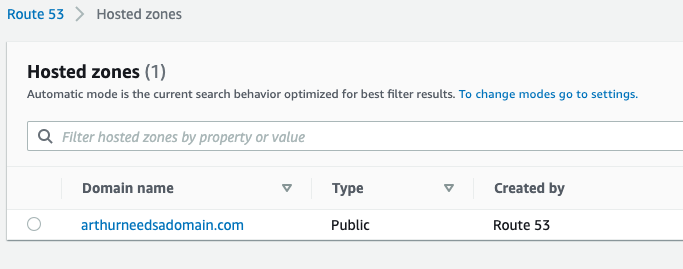 Route 53 > Hosted zones
Hosted zones (1)
Automatic mode is the current search behavior optimized for best filter results. To change modes go to settings.
Filter hosted zones by property or value
Domain name Type Created by
arthurneedsadomain.com Public Route 53